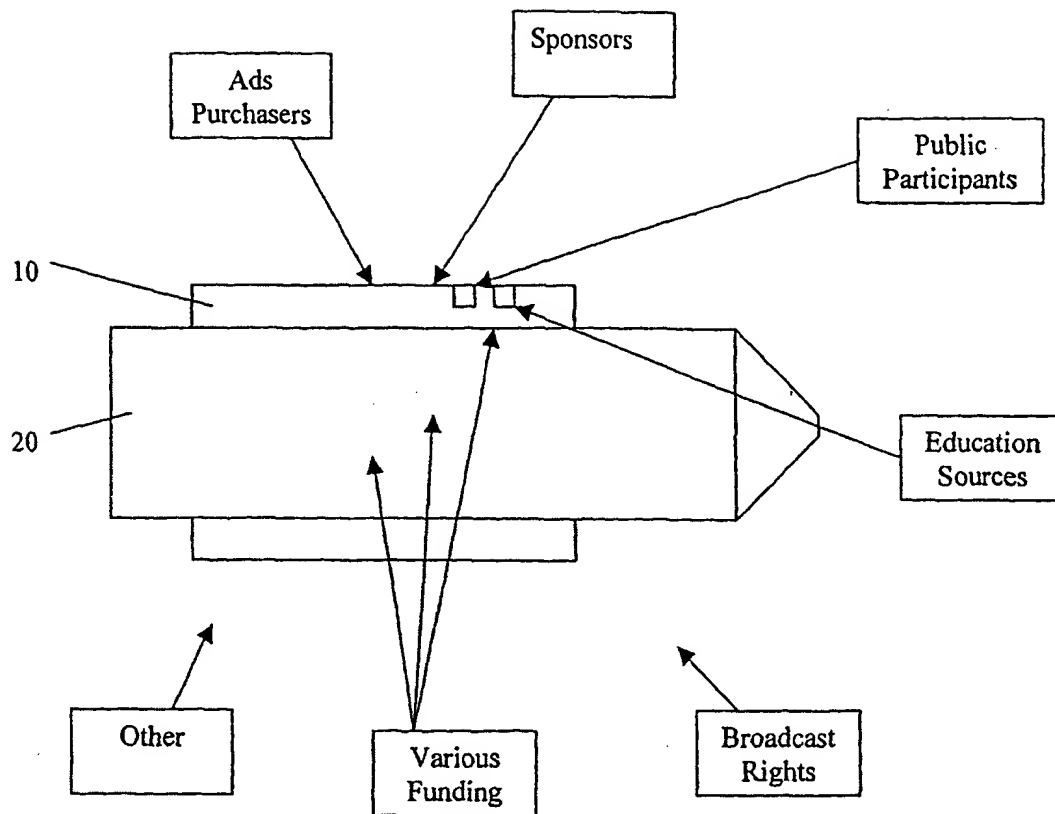 Sponsors
Ads
Purchasers
Public
Participants
10
20
Education
Sources
Other
Various
Funding
Broadcast
Rights